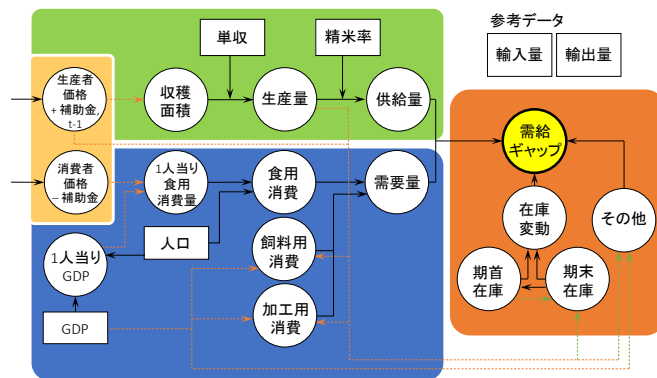 参考データ
単収
精米率
輸入量
輸出量
生産者
価格
+補助金,
t-1
収穫
面積
生産量
供給量
需給
ギャップ
消費者
価格
－補助金
1人当り
食用
消費量
食用
消費
需要量
在庫
変動
その他
人口
飼料用
消費
1人当り
GDP
期首
在庫
期末
在庫
加工用
消費
GDP